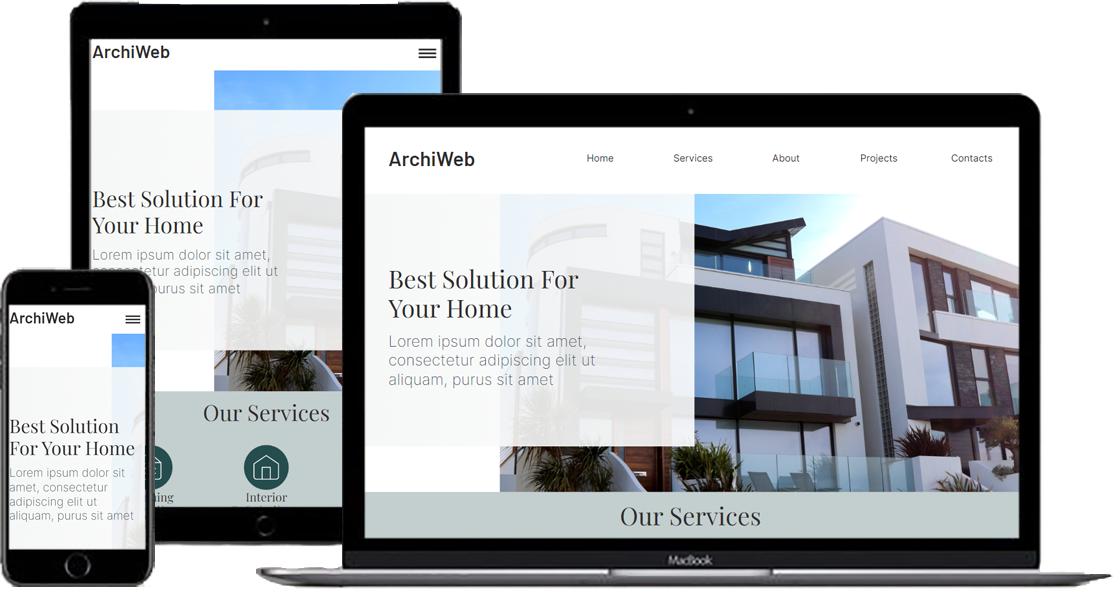 ArchiWeb
Best Solution For
Your Home
Lorem ipsum dolor sit amet,
consectetur adipiscing elit ut
purus sit amet
Our Services
Interior
ArchiWeb
Home Services About Projects Contacts
Best Solution For
Your Home
Lorem ipsum dolor sit amet,
consectetur adipiscing elit ut
aliquam, purus sit amet
Our Services
MacBook
ArchiWeb
Best Solution
For Your Home
Lorem ipsum dolor sit
amet, consectetur
adipiscing elit ut
aliquam, purus sit amet